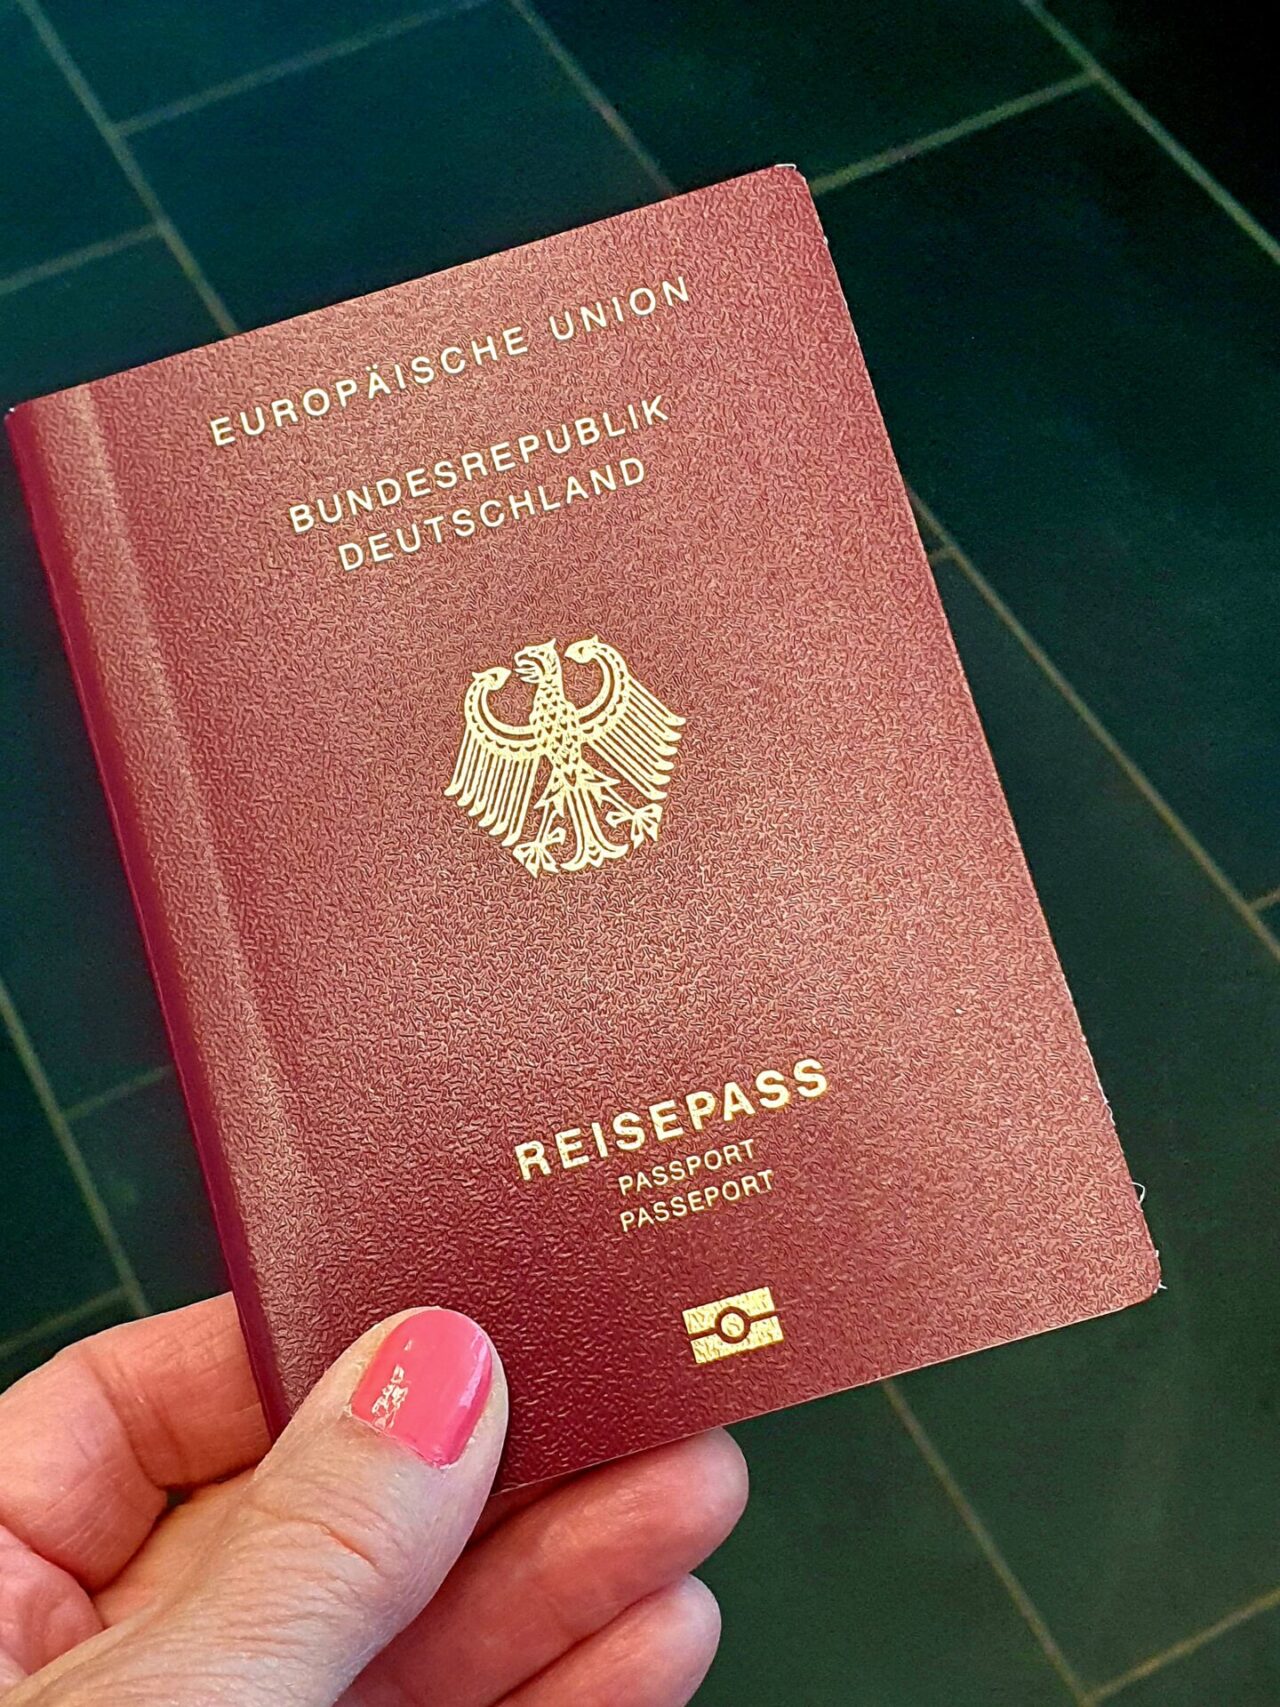 EUROPÄISCHE UNION
BUNDESREPUBLIK
DEUTSCHLAND
REISEPASS
PASSPORT
PASSEPORT